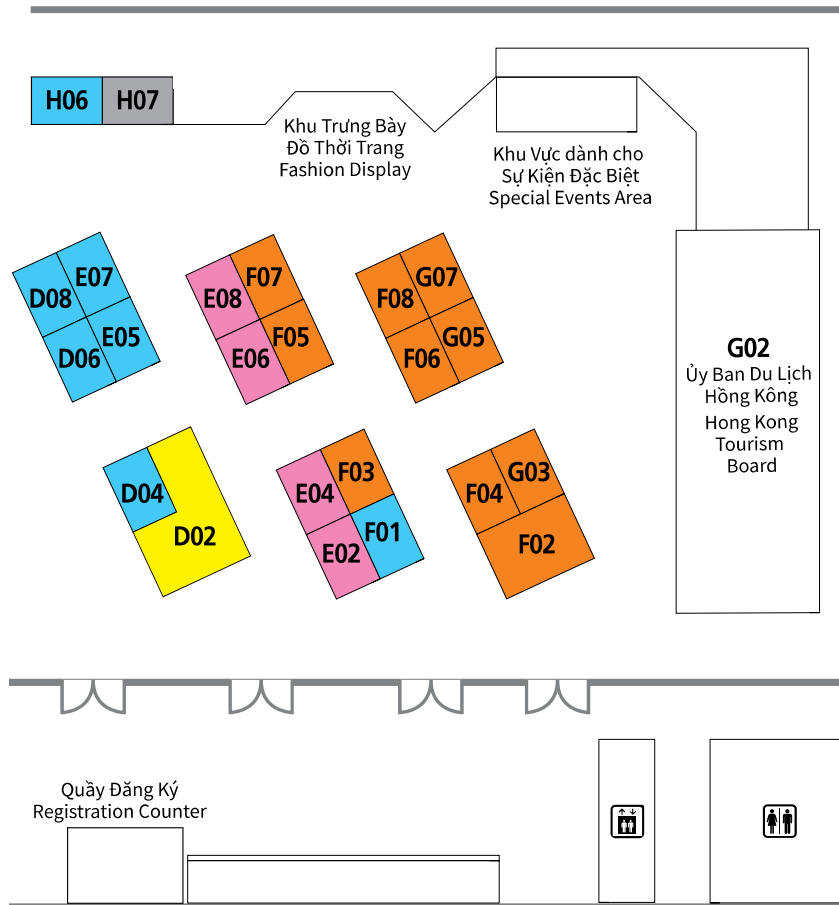 H06 H07
Khu Trưng Bày
Đồ Thời Trang
Fashion Display
Khu Vực dành cho
Sự Kiện Đặc Biệt
Special Events Area
D08 E07
D06 E05
E08 F07
E06 F05
F08 G07
F06 G05
G02
Ủy Ban Du Lịch
Hồng Kông
Hong Kong
Tourism
Board
D04
D02
E04 F03
E02 F01
F04 G03
F02
Quầy Đăng Ký
Registration Counter